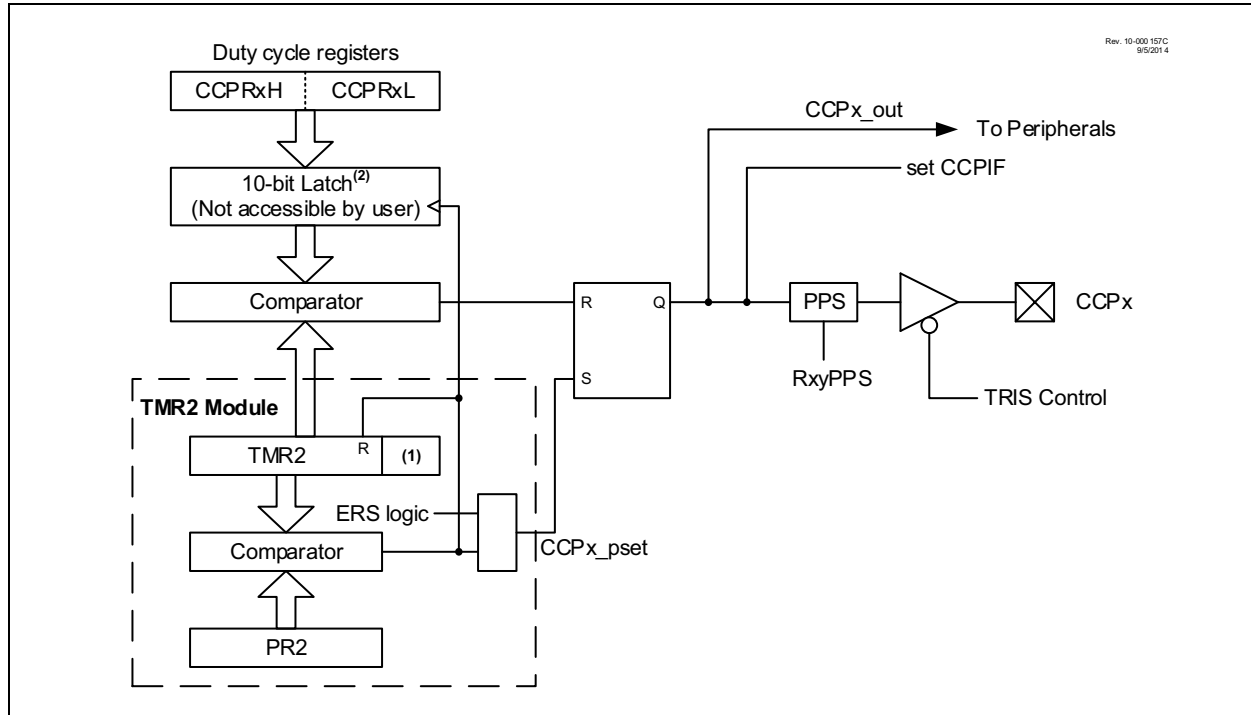 Rev. 10-000 157C
9/5/201 4
Duty cycle registers
CCPRxH CCPRxL
CCPx_out
To Peripherals
set CCPIF
10-bit Latch(2)
(Not accessible by user)
Comparator
R Q
PPS
CCPx
S
RxyPPS
TRIS Control
TMR2 Module
TMR2 R (1)
ERS logic
Comparator
CCPx_pset
PR2